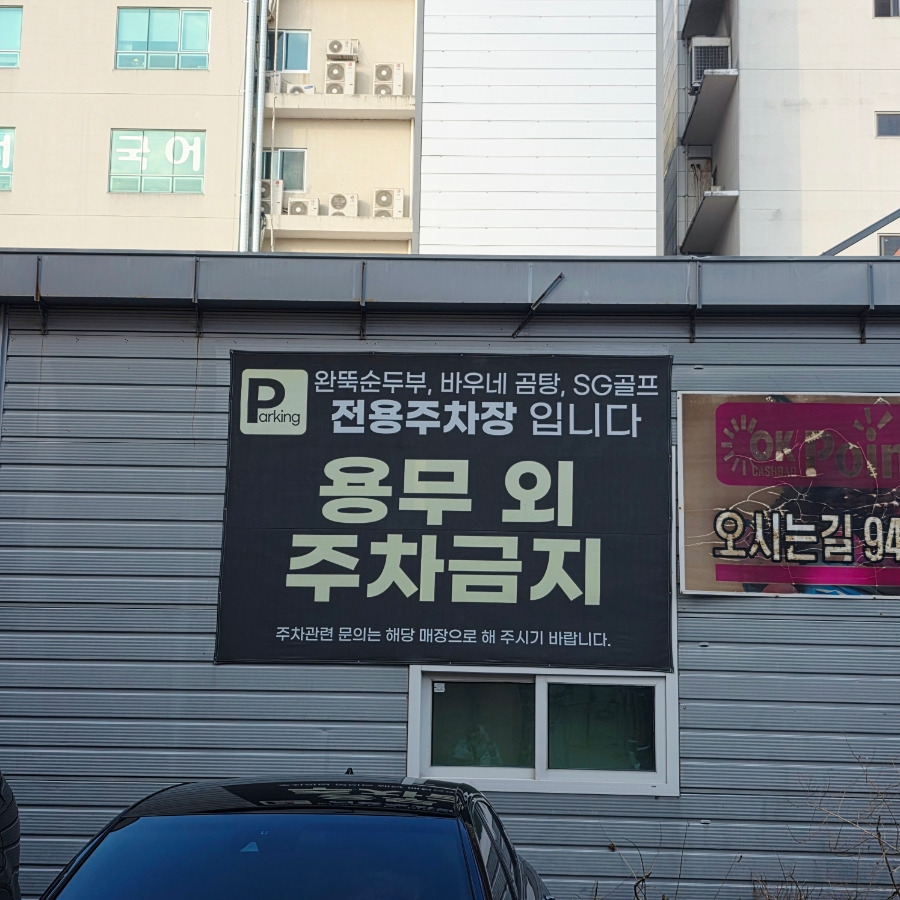 국어
Parking
완뚝순두부, 바우네 곰탕, SG골프
전용주차장 입니다
용무 외
주차금지
주차관련 문의는 해당 매장으로 해 주시기 바랍니다.
OK
CASHBAG
Poin
오시는길 94